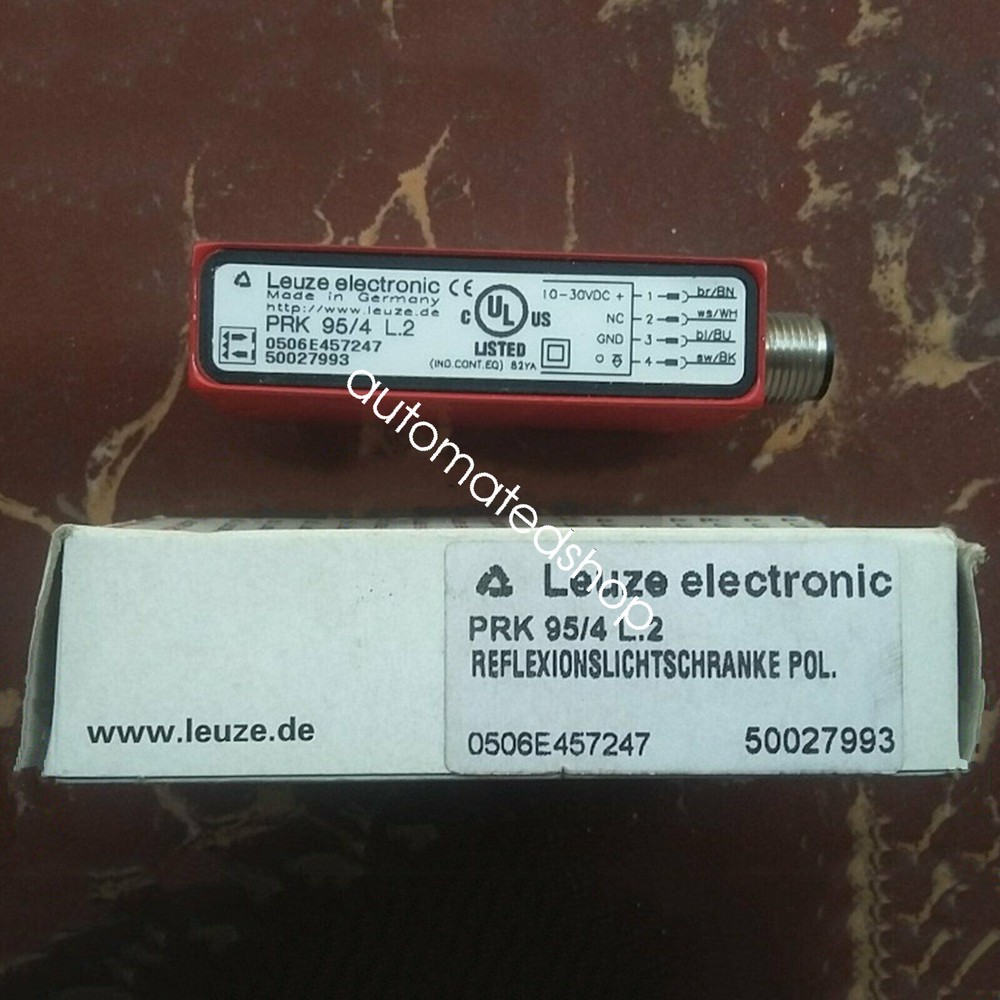 Leuze electronic
Made in Germany
http://www.leuze.de
PRK 95/4 L.2
0506E457247
50027993
CE
C UL US
LISTED
(IND.CONT.EQ) 82YA
10-30VDC + 1 br/BN
NC 2 ws/WH
GND 3 bl/BU
4 sw/BK
automatedshop
Leuze electronic
PRK 95/4 L.2
REFLEXIONSLICHTSCHRANKE POL.
www.leuze.de
0506E457247 50027993